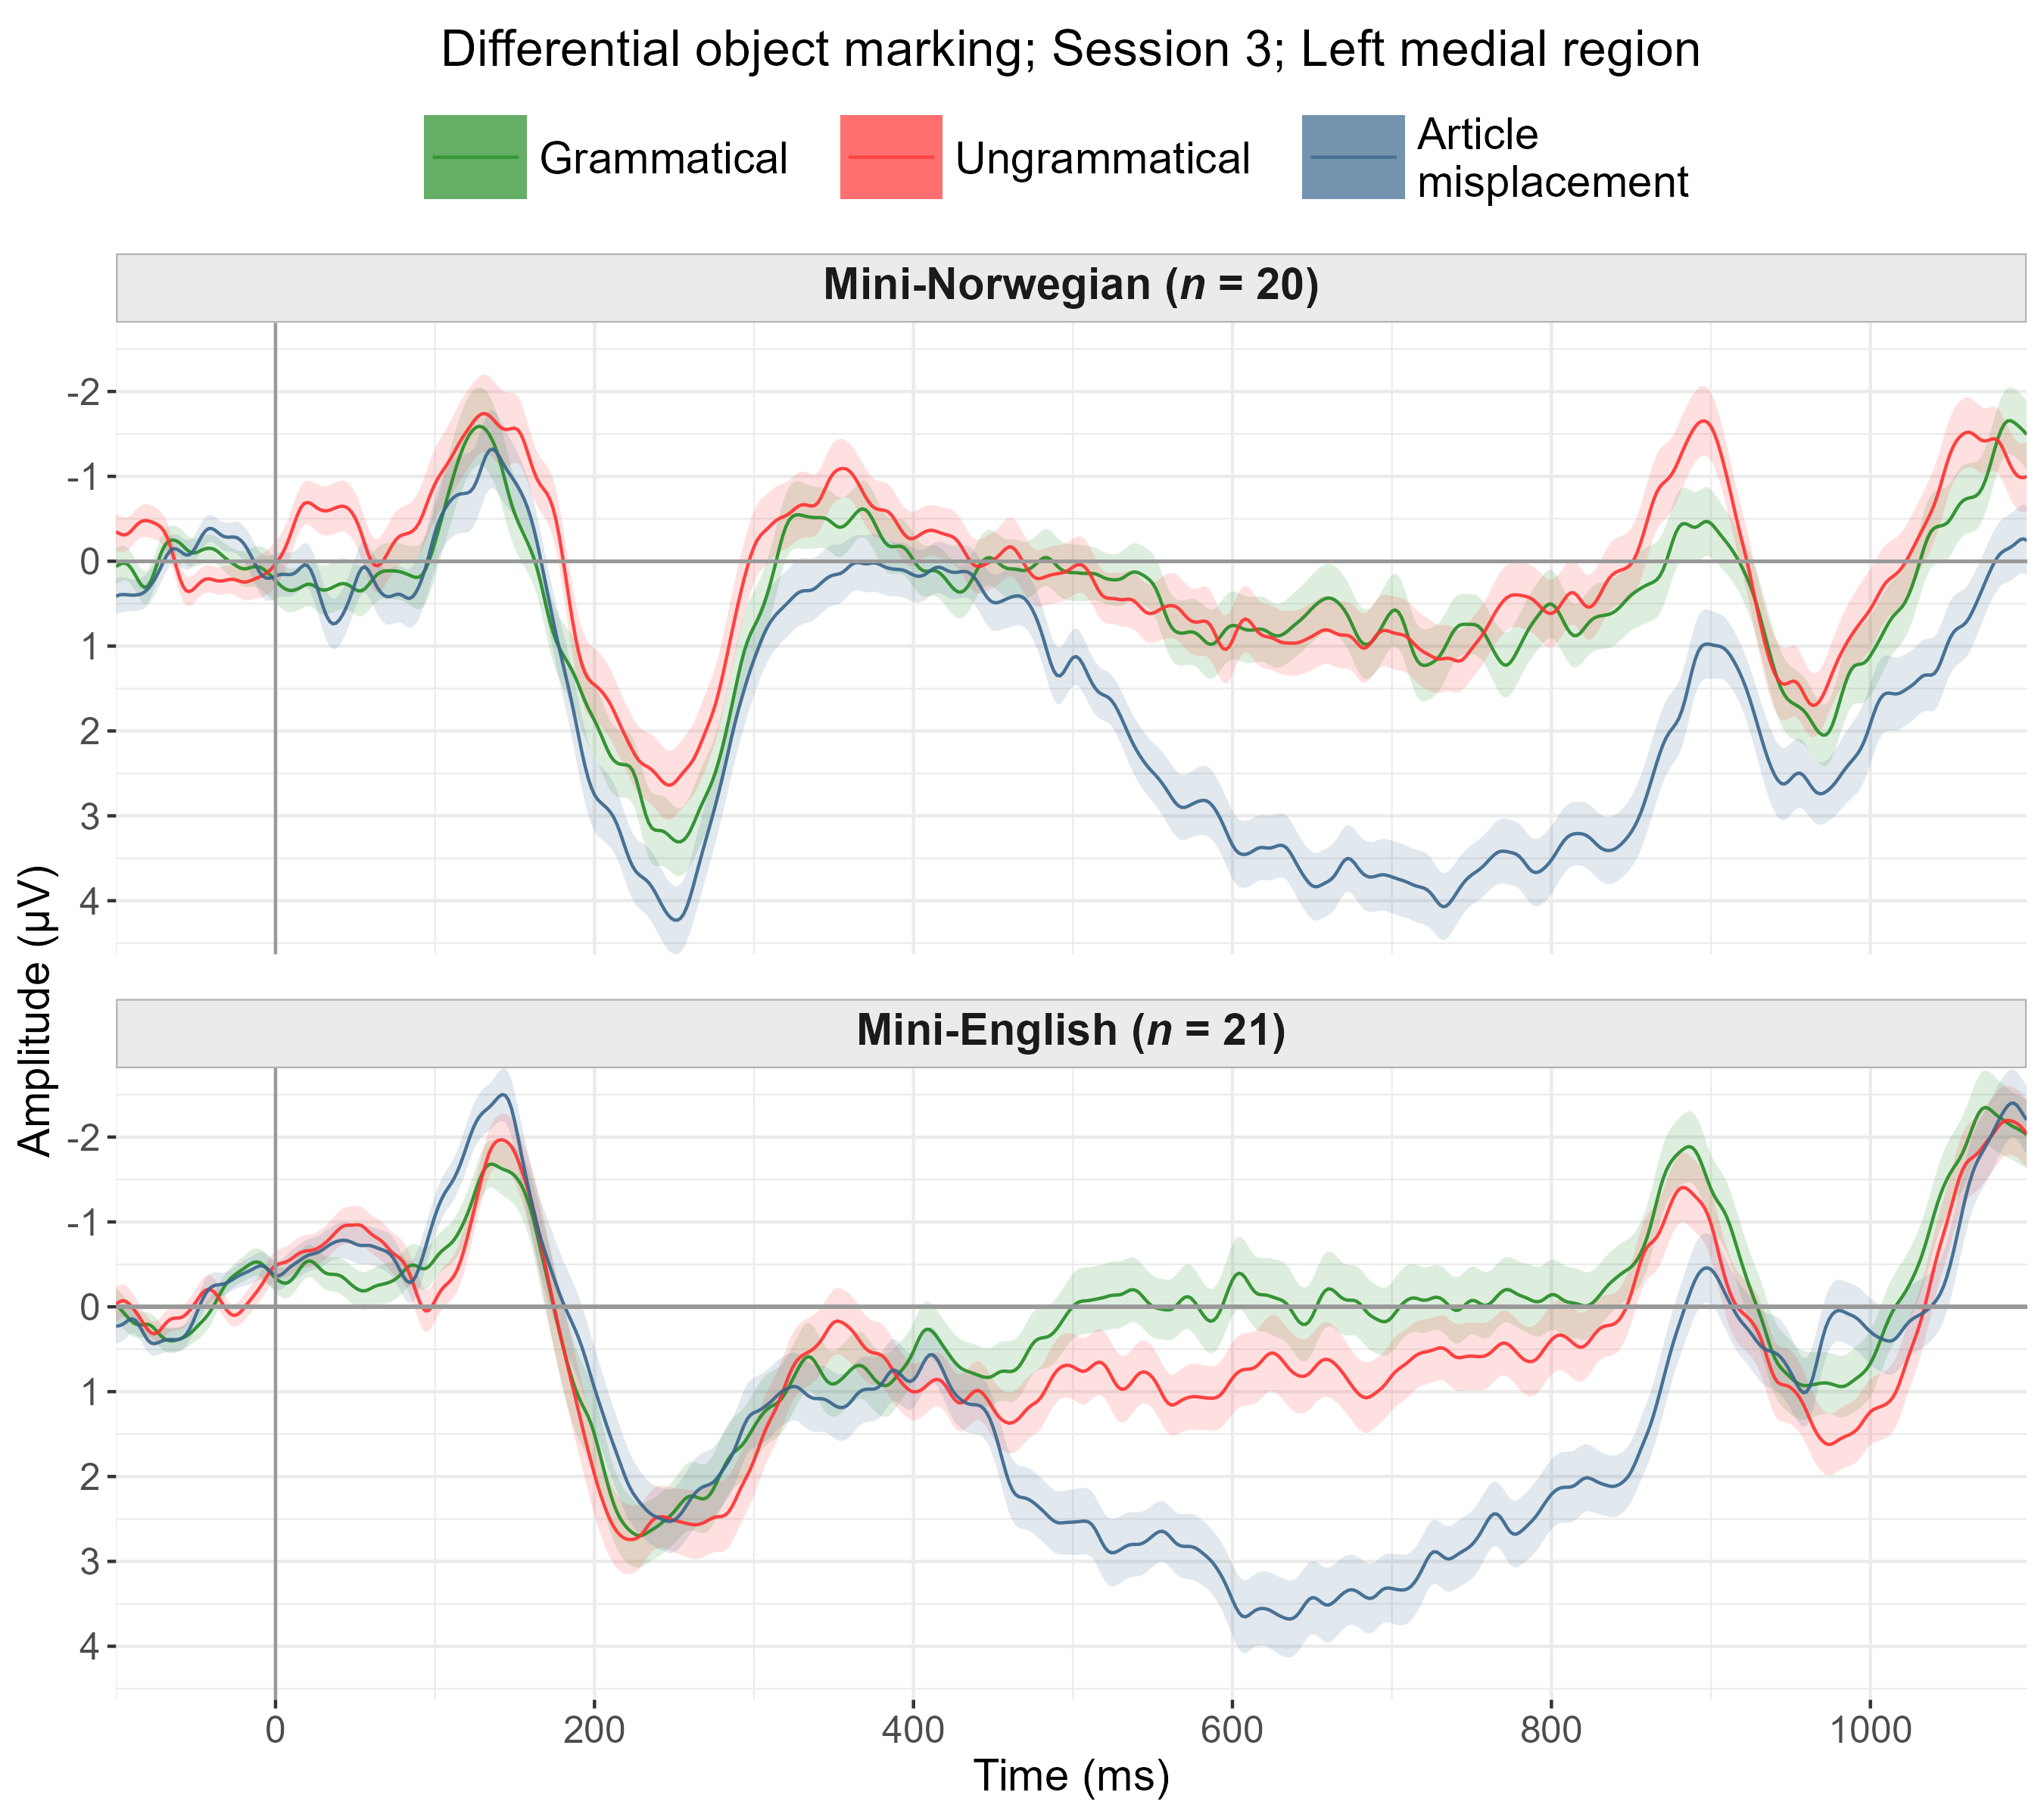 Differential object marking; Session 3; Left medial region
Grammatical
Ungrammatical
Article
misplacement
Mini-Norwegian (n = 20)
-2
-1
0
1
2
3
4
Mini-English (n = 21)
-2
-1
0
1
2
3
4
Amplitude (µV)
0 200 400 600 800 1000
Time (ms)